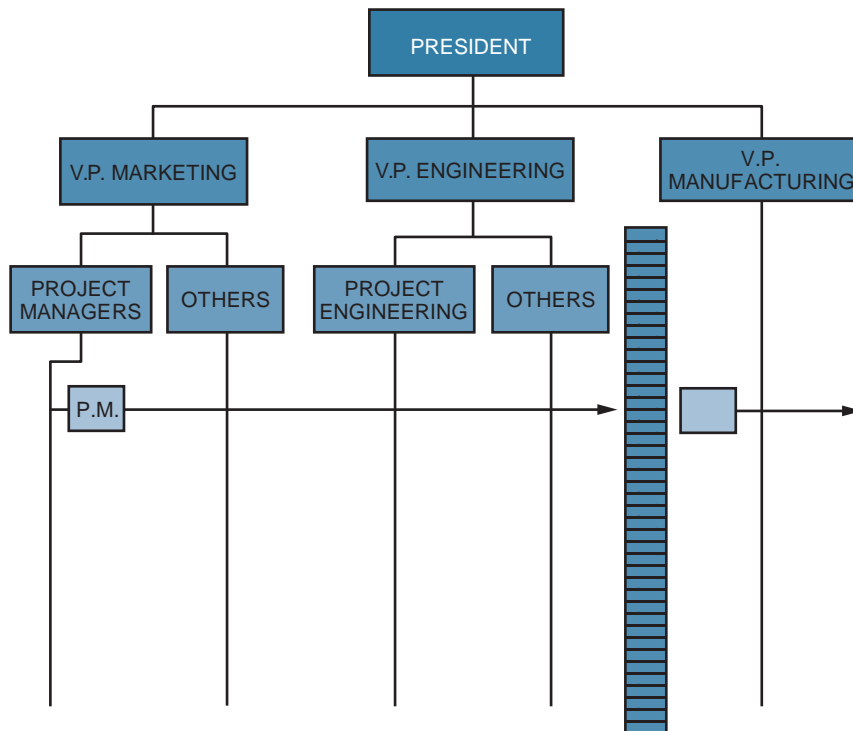 PRESIDENT
V.P. MARKETING
V.P. ENGINEERING
V.P.
MANUFACTURING
PROJECT
MANAGERS
OTHERS
PROJECT
ENGINEERING
OTHERS
P.M.